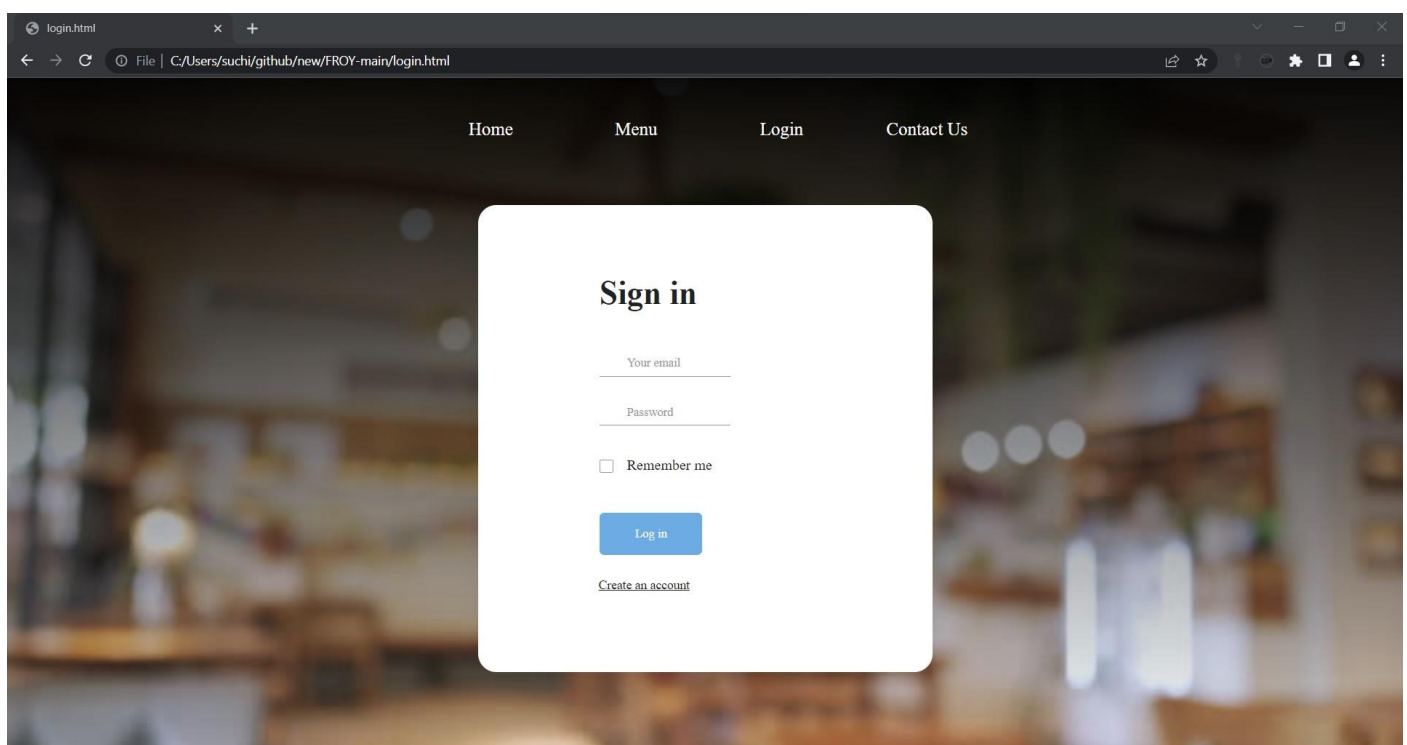 login.html
File | C:/Users/suchi/github/new/FROY-main/login.html
Home Menu Login Contact Us
Sign in
Your email
Password
Remember me
Log in
Create an account